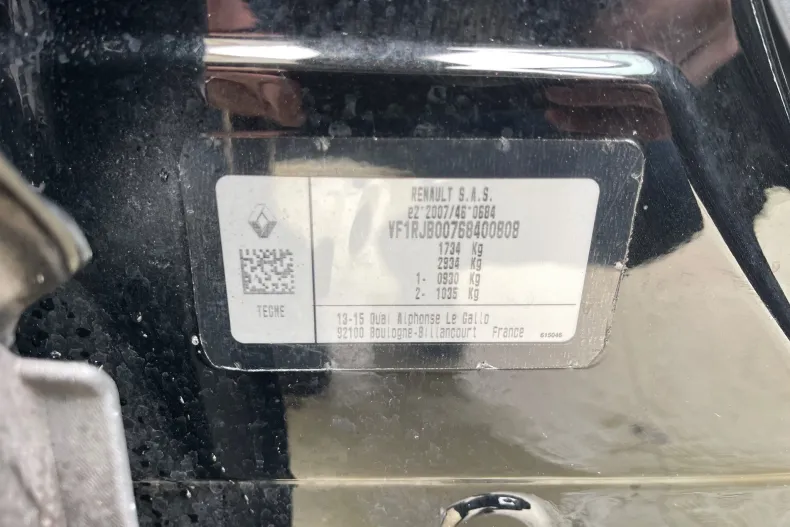 RENAULT S.A.S.
e2*2007/46*0684
VF1RJB00768400808
1734 Kg
2934 Kg
1- 0930 Kg
2- 1035 Kg
TECME
13-15 Quai Alphonse Le Gallo
92100 Boulogne-Billancourt France